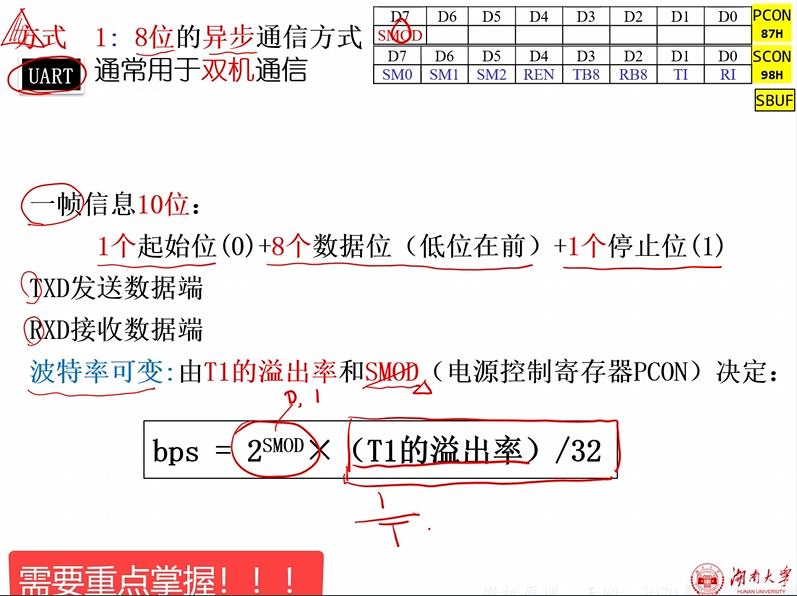 方式 1: 8位的异步通信方式
UART 通常用于双机通信
D7 D6 D5 D4 D3 D2 D1 D0 PCON
SMOD 87H
D7 D6 D5 D4 D3 D2 D1 D0 SCON
SM0 SM1 SM2 REN TB8 RB8 TI RI 98H
SBUF
一帧信息10位:
1个起始位(0)+8个数据位（低位在前）+1个停止位(1)
TXD发送数据端
RXD接收数据端
波特率可变:由T1的溢出率和SMOD（电源控制寄存器PCON）决定:
0, 1
bps = 2^SMOD×（T1的溢出率）/32
1
T
需要重点掌握！！！
湖南大学
HUNAN UNIVERSITY